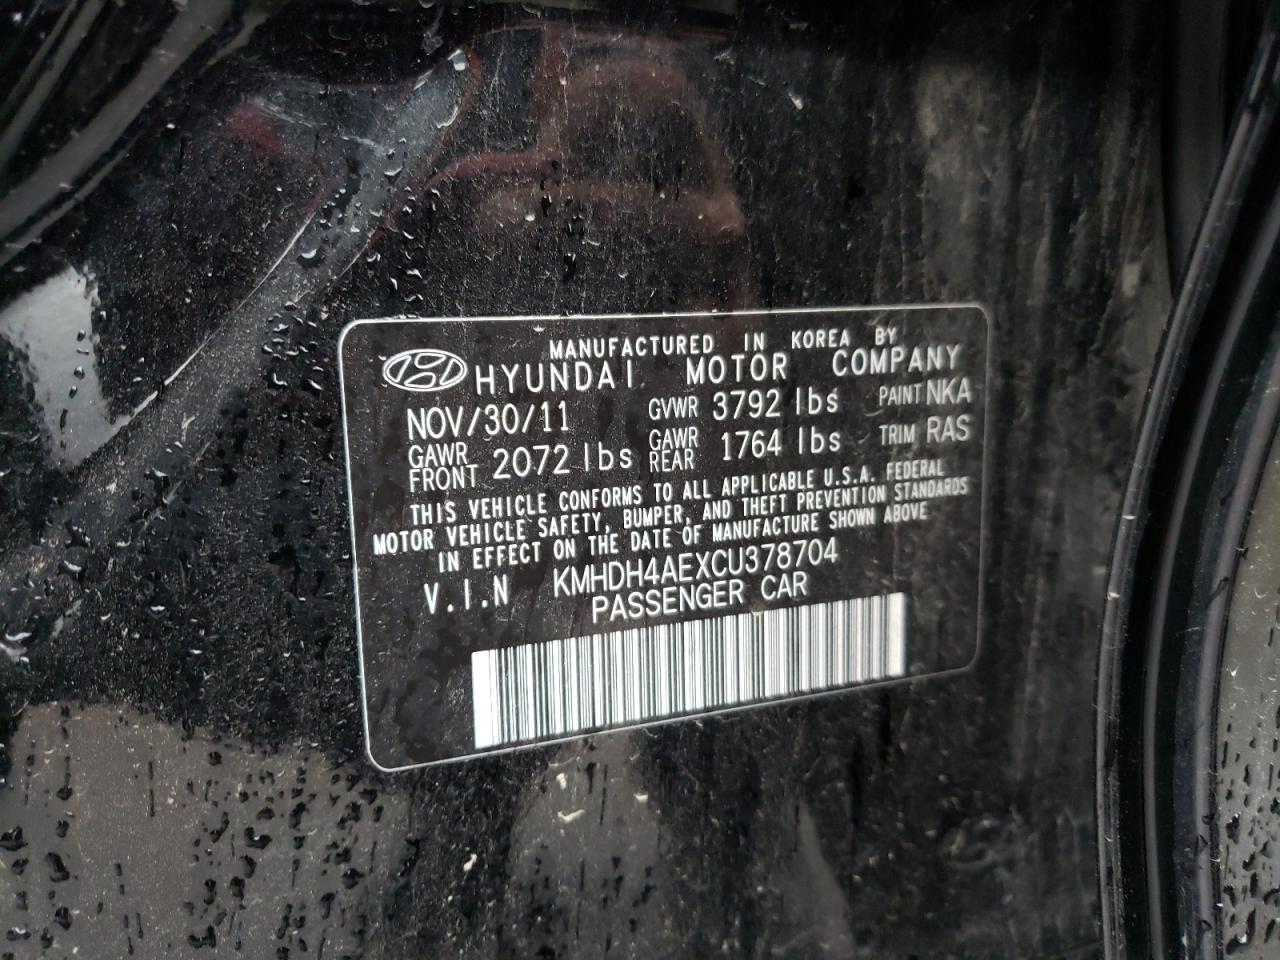 MANUFACTURED IN KOREA BY
HYUNDAI MOTOR COMPANY
NOV/30/11 GVWR 3792 lbs PAINT NKA
GAWR FRONT 2072 lbs GAWR REAR 1764 lbs TRIM RAS
THIS VEHICLE CONFORMS TO ALL APPLICABLE U.S.A. FEDERAL
MOTOR VEHICLE SAFETY, BUMPER, AND THEFT PREVENTION STANDARDS
IN EFFECT ON THE DATE OF MANUFACTURE SHOWN ABOVE
V.I.N KMHDH4AEXCU378704
PASSENGER CAR